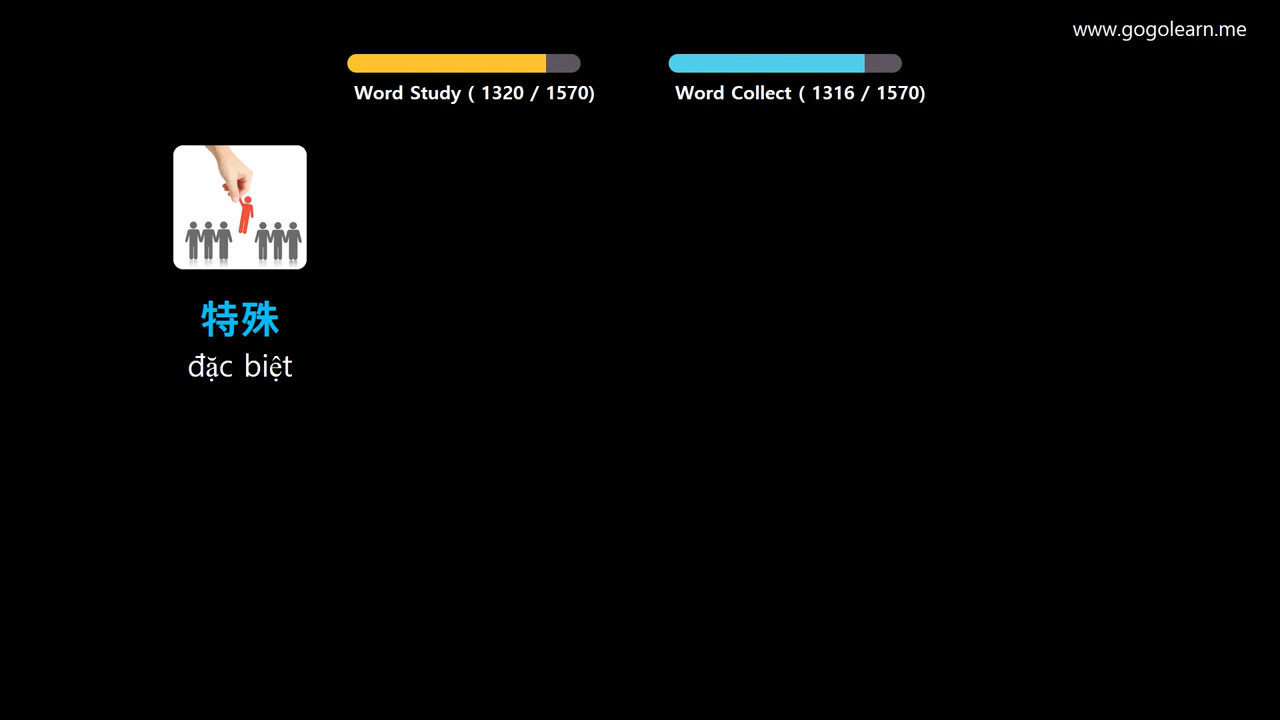 www.gogolearn.me
Word Study ( 1320 / 1570)
Word Collect ( 1316 / 1570)
特殊
đặc biệt